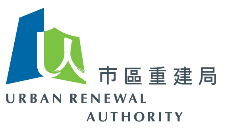 市區重建局
URBAN RENEWAL
AUTHORITY